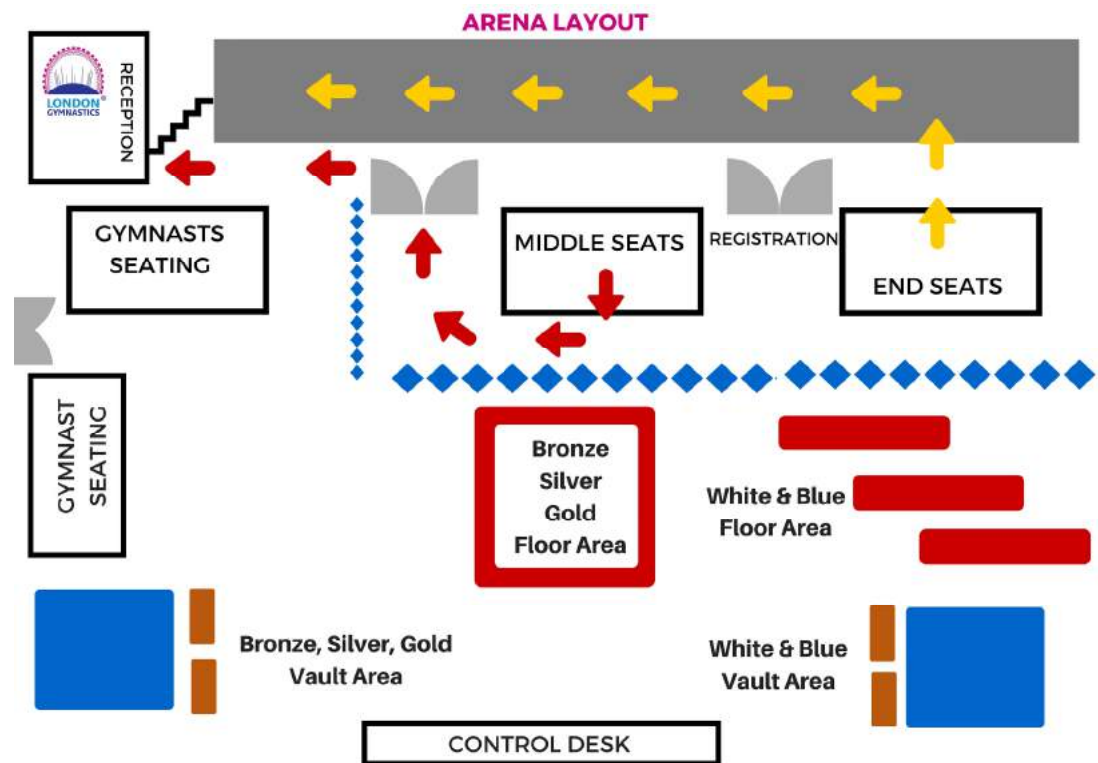 ARENA LAYOUT
LONDON
GYMNASTICS
RECEPTION
GYMNASTS
SEATING
MIDDLE SEATS
REGISTRATION
END SEATS
GYMNAST
SEATING
Bronze
Silver
Gold
Floor Area
White & Blue
Floor Area
Bronze, Silver, Gold
Vault Area
White & Blue
Vault Area
CONTROL DESK